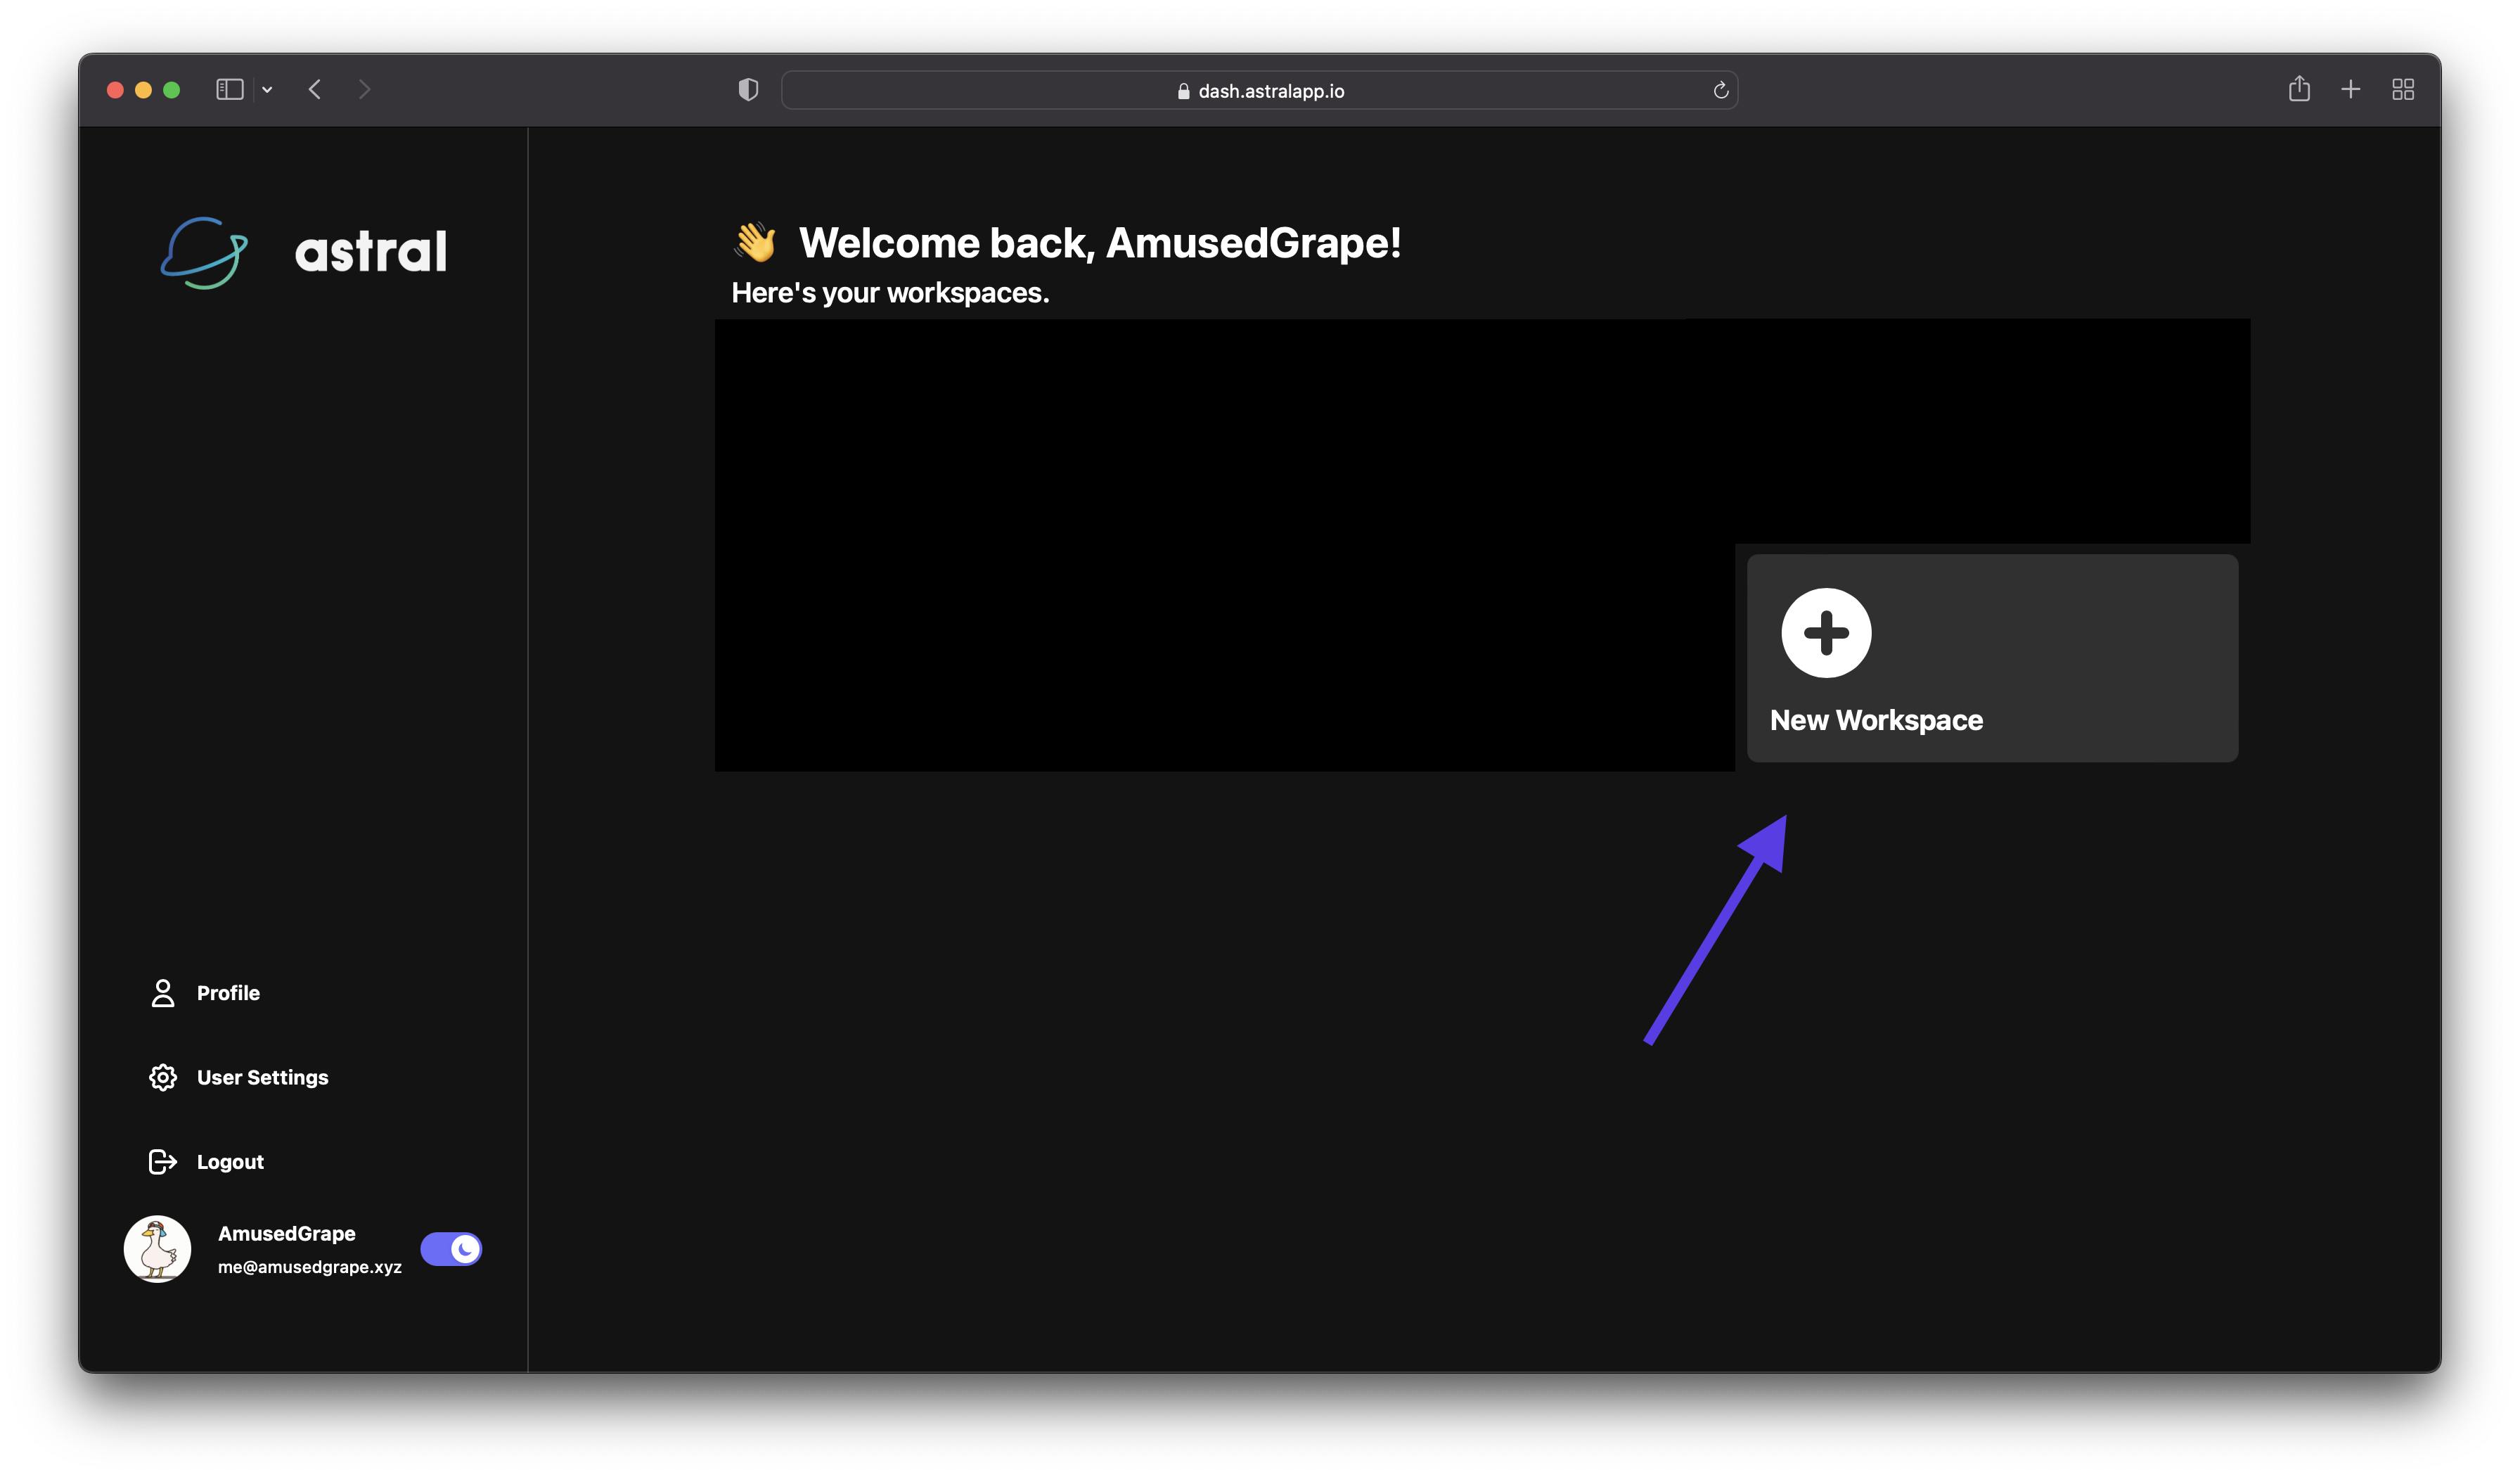 dash.astralapp.io
astral
👋 Welcome back, AmusedGrape!
Here's your workspaces.
New Workspace
Profile
User Settings
Logout
AmusedGrape
me@amusedgrape.xyz